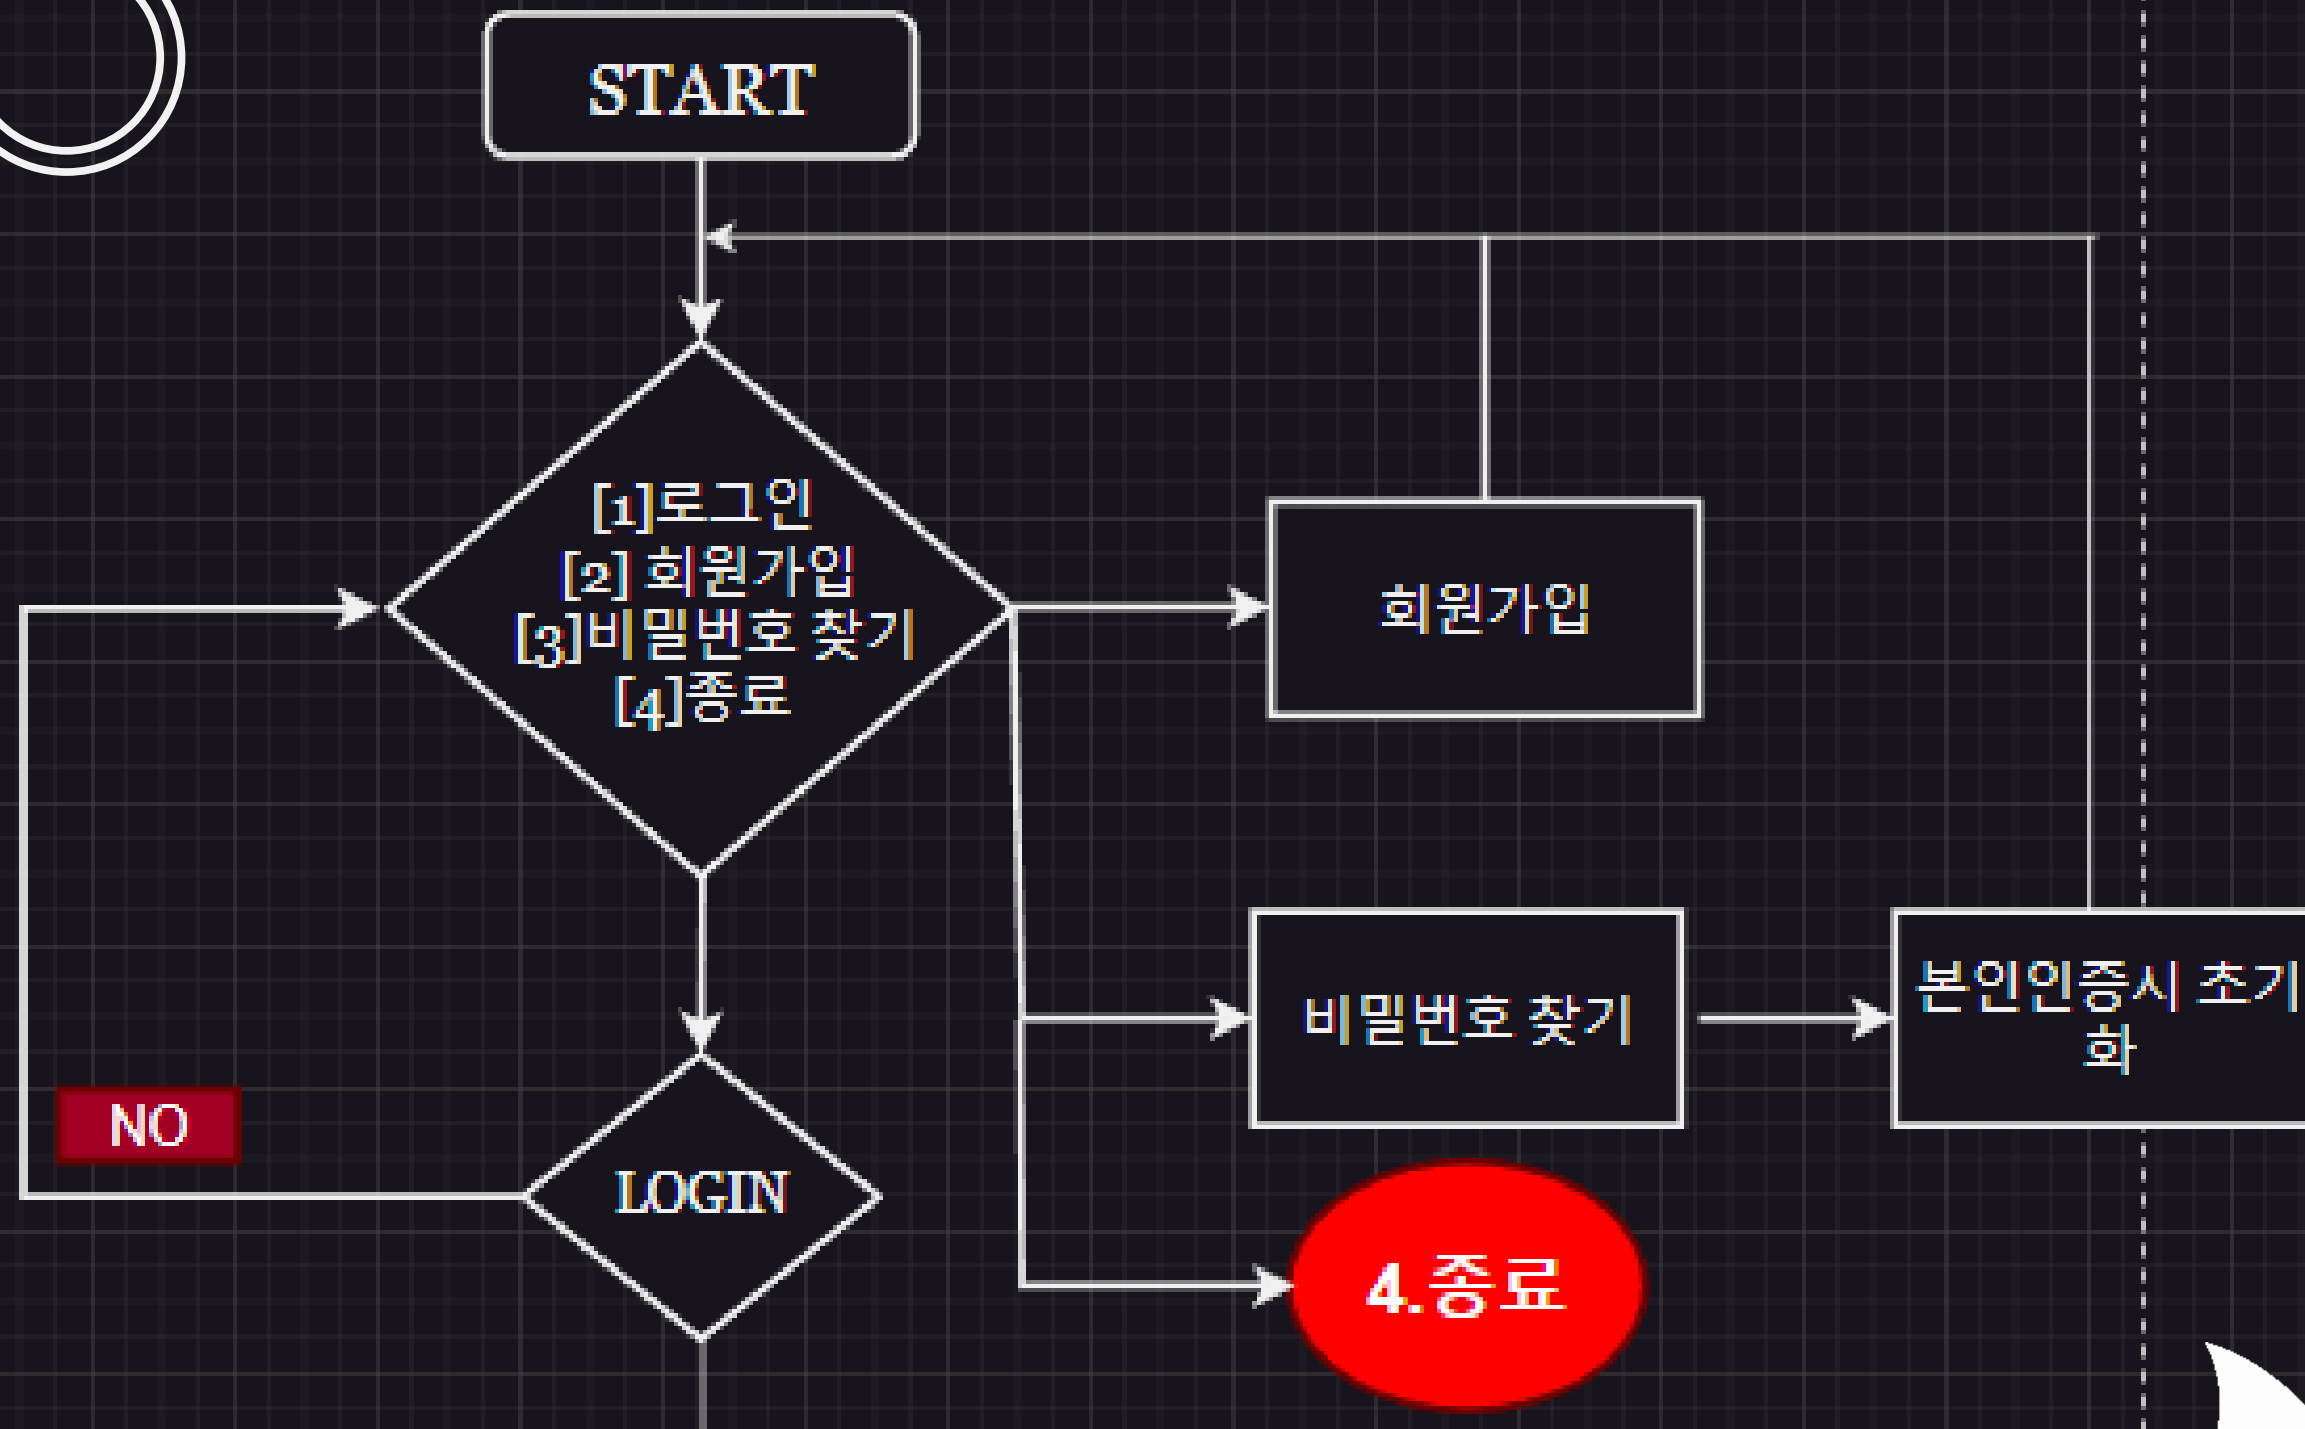 START
[1]로그인
[2] 회원가입
[3]비밀번호 찾기
[4]종료
회원가입
비밀번호 찾기
본인인증시 초기
화
NO
LOGIN
4.종료